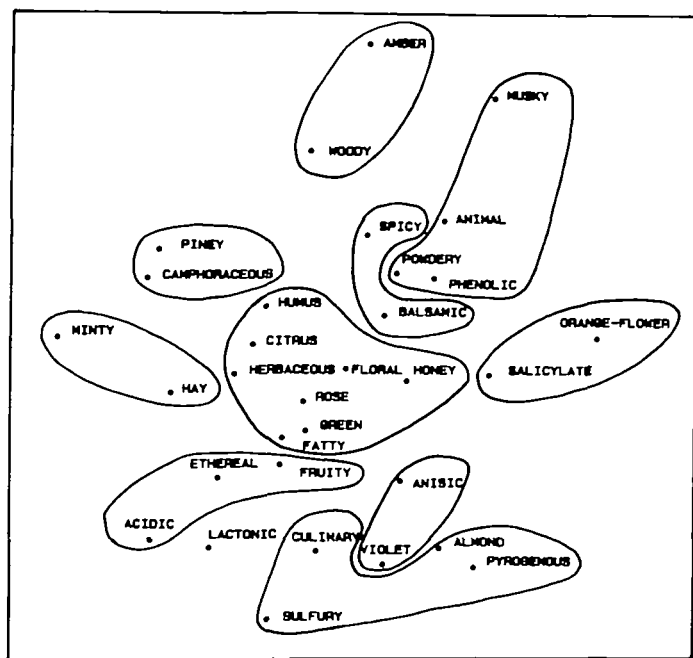 AMBER
MUSKY
WOODY
SPICY
ANIMAL
PINEY
POWDERY
CAMPHORACEOUS
PHENOLIC
HUMUS
BALSAMIC
MINTY
ORANGE-FLOWER
CITRUS
HERBACEOUS
FLORAL
HONEY
SALICYLATE
HAY
ROSE
GREEN
FATTY
ETHEREAL
FRUITY
ANISIC
ACIDIC
LACTONIC
CULINARY
VIOLET
ALMOND
PYROGENOUS
SULFURY